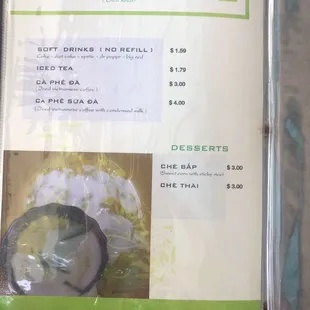 SOFT DRINKS ( NO REFILL ) $ 1.59
Coke - diet coke - sprite - dr pepper - big red
ICED TEA $ 1.79
CÀ PHÊ ĐÁ $ 3.00
(Iced vietnamese coffee)
CÀ PHÊ SỮA ĐÁ $ 4.00
(Iced vietnamese coffee with condensed milk)
DESSERTS
CHÈ BẮP $ 3.00
(Sweet corn with sticky rice)
CHÈ THÁI $ 3.00